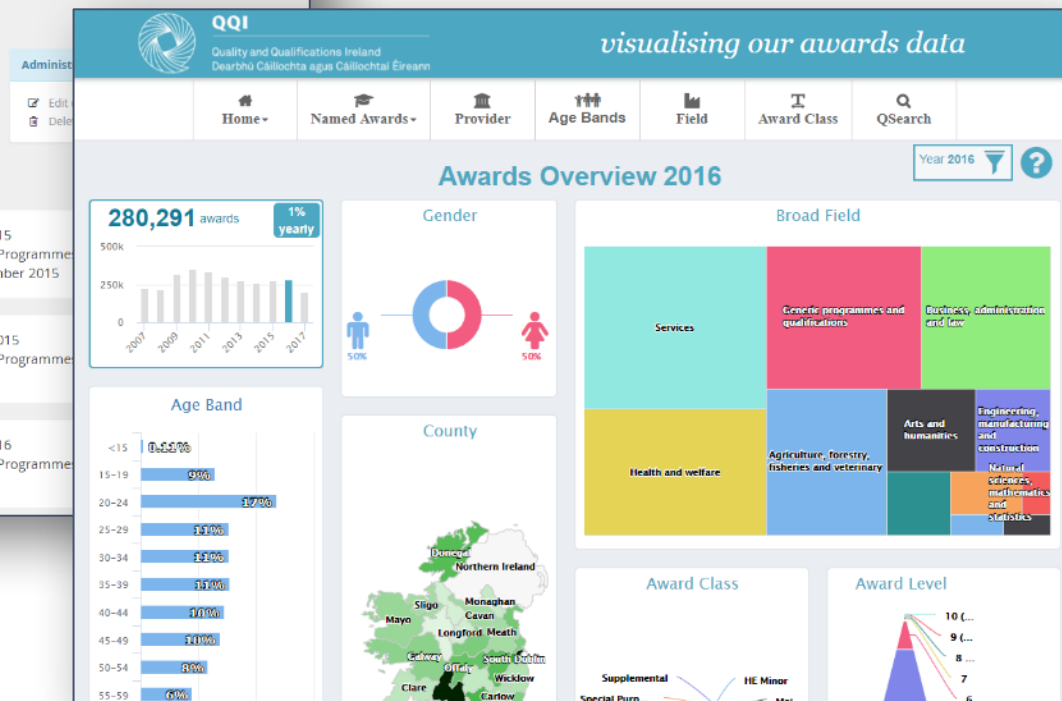 Administ
Edit
Dele
15
Programmes
mber 2015
015
Programmes
16
Programmes
QQI
Quality and Qualifications Ireland
Dearbhú Cáilíochta agus Cáilíochtaí Éireann
visualising our awards data
Home
Named Awards
Provider
Age Bands
Field
Award Class
QSearch
Awards Overview 2016
Year 2016
?
280,291 awards
1%
yearly
500k
250k
0
2007
2009
2011
2013
2015
2017
Gender
50%
50%
Broad Field
Services
Generic programmes and
qualifications
Business, administration
and law
Health and welfare
Agriculture, forestry,
fisheries and veterinary
Arts and
humanities
Engineering,
manufacturing
and
construction
Natural
sciences,
mathematics
and
statistics
Age Band
<15 0.11%
15-19 9%
20-24 17%
25-29 11%
30-34 11%
35-39 11%
40-44 10%
45-49 10%
50-54 8%
55-59 6%
County
Donegal
Northern Ireland
Sligo
Monaghan
Mayo
Cavan
Longford
Meath
Galway
Offaly
South Dublin
Wicklow
Clare
Carlow
Award Class
Supplemental
HE Minor
Special Purp...
Award Level
10 (...
9 (...
8 ...
7
6